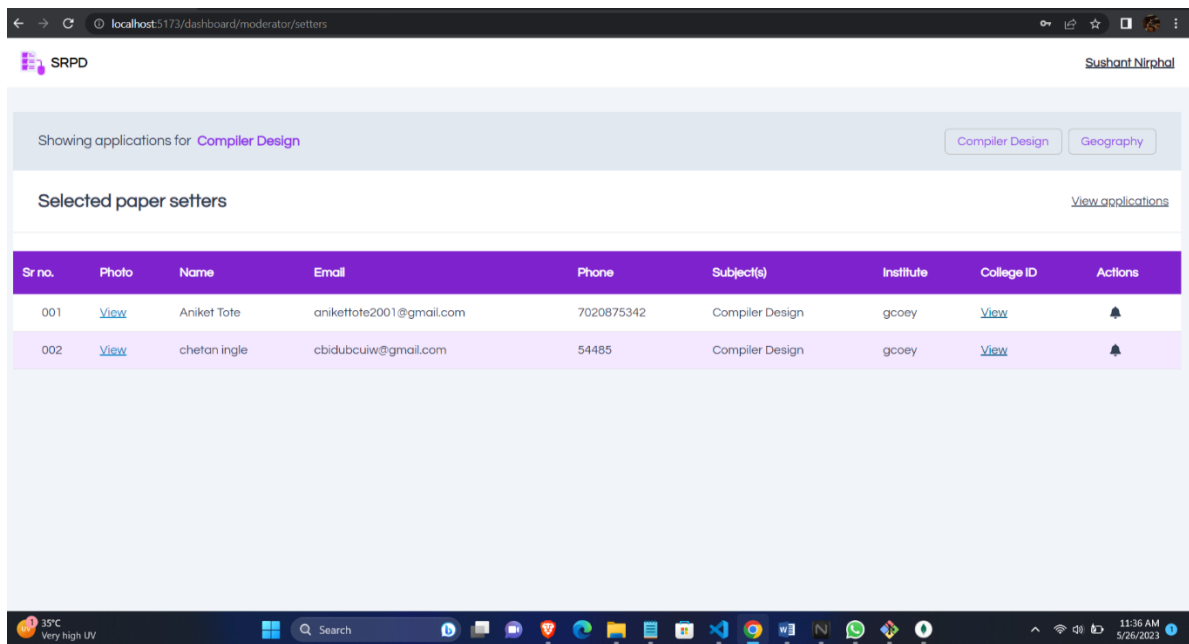 localhost:5173/dashboard/moderator/setters
SRPD
Sushant Nirphal
Showing applications for Compiler Design
Compiler Design
Geography
Selected paper setters
View applications
Sr no. Photo Name Email Phone Subject(s) Institute College ID Actions
001 View Aniket Tote anikettote2001@gmail.com 7020875342 Compiler Design gcoey View
002 View chetan ingle cbidubcuiw@gmail.com 54485 Compiler Design gcoey View
1
35°C
Very high UV
Search
11:36 AM
5/26/2023
1